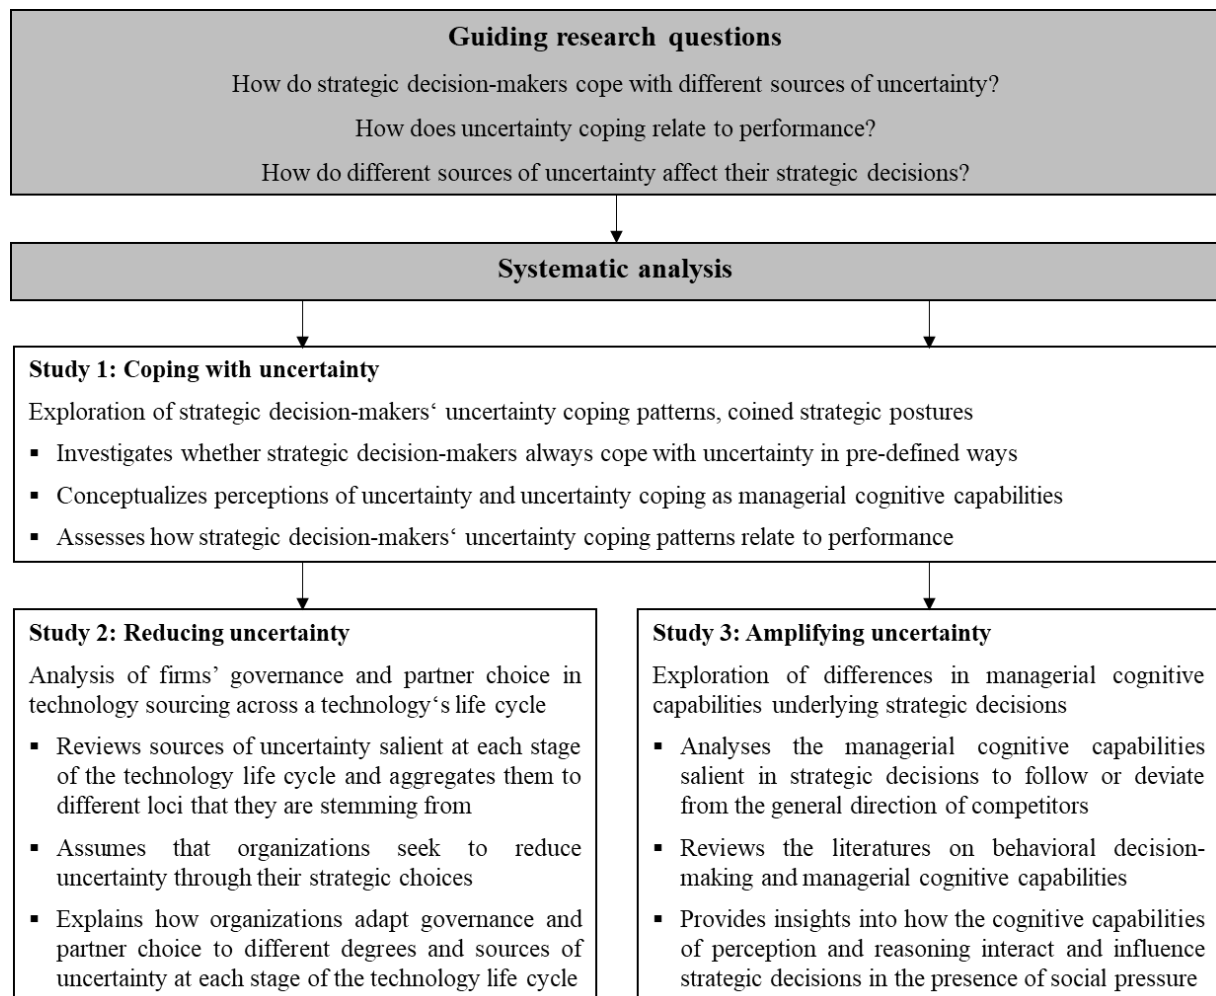 Guiding research questions
How do strategic decision-makers cope with different sources of uncertainty?
How does uncertainty coping relate to performance?
How do different sources of uncertainty affect their strategic decisions?
Systematic analysis
Study 1: Coping with uncertainty
Exploration of strategic decision-makers‘ uncertainty coping patterns, coined strategic postures
▪ Investigates whether strategic decision-makers always cope with uncertainty in pre-defined ways
▪ Conceptualizes perceptions of uncertainty and uncertainty coping as managerial cognitive capabilities
▪ Assesses how strategic decision-makers‘ uncertainty coping patterns relate to performance
Study 2: Reducing uncertainty
Analysis of firms’ governance and partner choice in
technology sourcing across a technology‘s life cycle
▪ Reviews sources of uncertainty salient at each stage
of the technology life cycle and aggregates them to
different loci that they are stemming from
▪ Assumes that organizations seek to reduce
uncertainty through their strategic choices
▪ Explains how organizations adapt governance and
partner choice to different degrees and sources of
uncertainty at each stage of the technology life cycle
Study 3: Amplifying uncertainty
Exploration of differences in managerial cognitive
capabilities underlying strategic decisions
▪ Analyses the managerial cognitive capabilities
salient in strategic decisions to follow or deviate
from the general direction of competitors
▪ Reviews the literatures on behavioral decision-
making and managerial cognitive capabilities
▪ Provides insights into how the cognitive capabilities
of perception and reasoning interact and influence
strategic decisions in the presence of social pressure